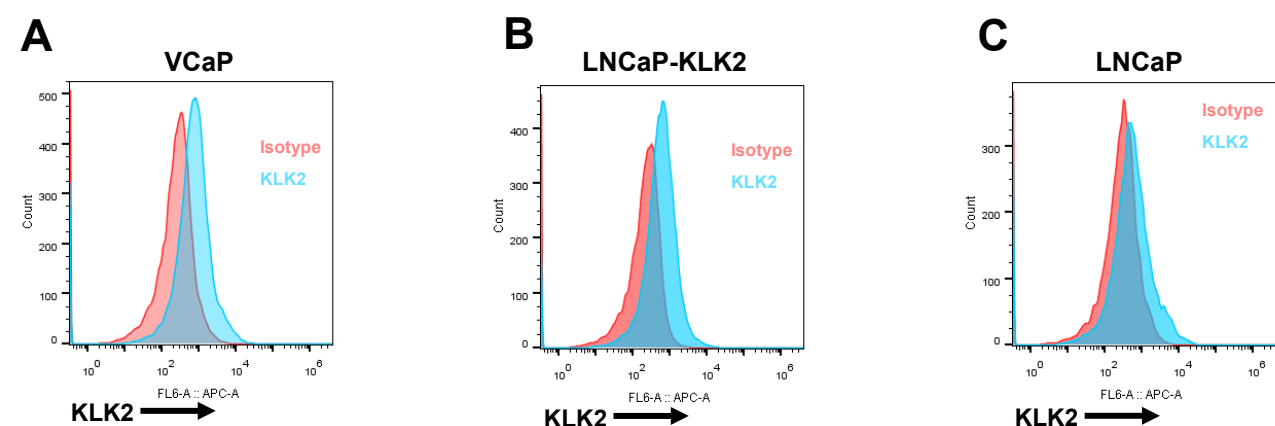 A
VCaP
500
400
300
200
100
0
Count
Isotype
KLK2
10^0
10^2
10^4
10^6
FL6-A :: APC-A
KLK2
B
LNCaP-KLK2
400
300
200
100
0
Count
Isotype
KLK2
10^0
10^2
10^4
10^6
FL6-A :: APC-A
KLK2
C
LNCaP
300
200
100
0
Count
Isotype
KLK2
10^0
10^2
10^4
10^6
FL6-A :: APC-A
KLK2